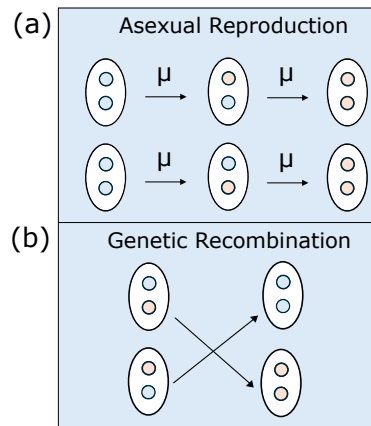 (a)
Asexual Reproduction
μ μ
μ μ
(b)
Genetic Recombination